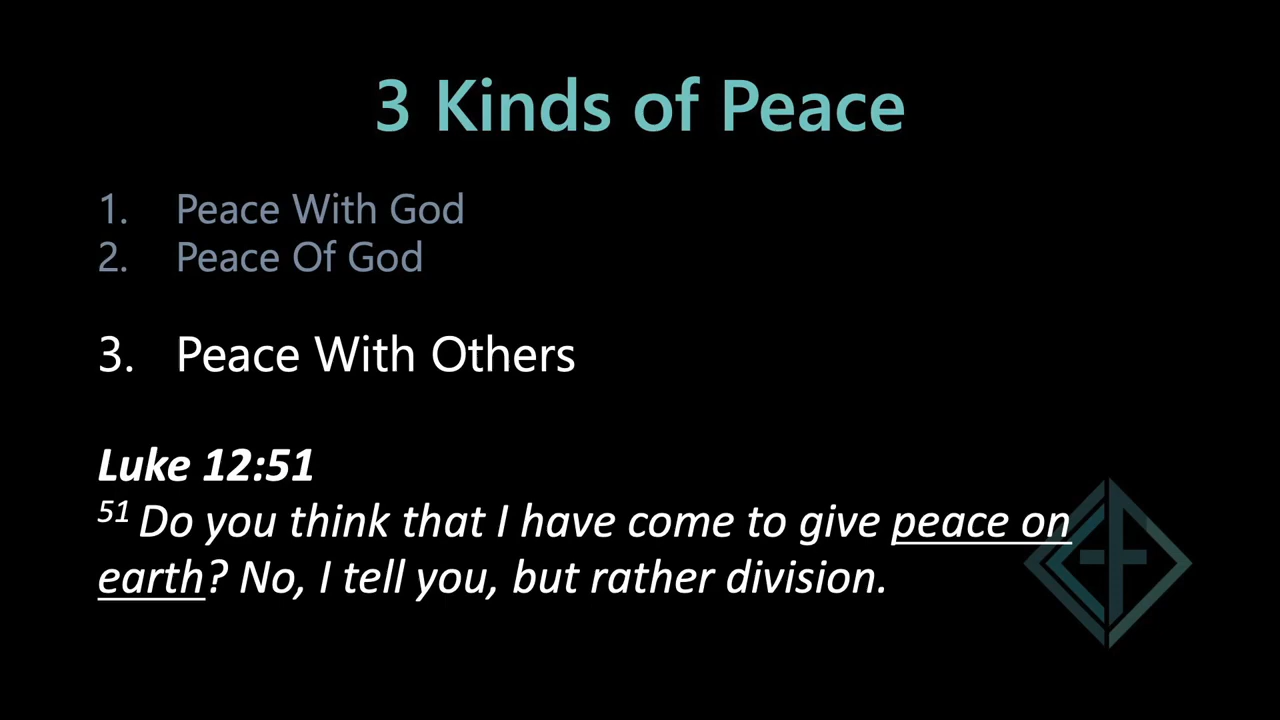 3 Kinds of Peace
1. Peace With God
2. Peace Of God
3. Peace With Others
Luke 12:51
51 Do you think that I have come to give peace on
earth? No, I tell you, but rather division.